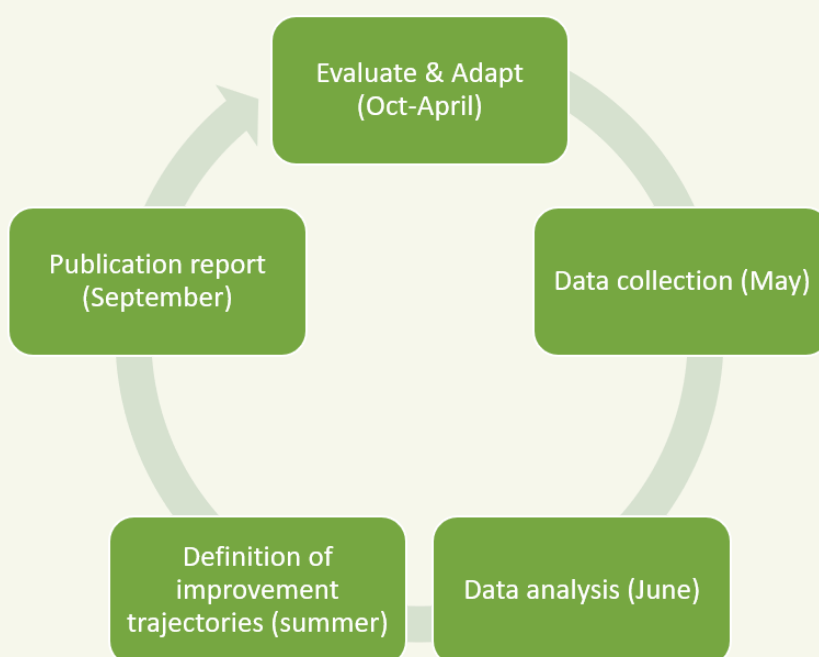 Evaluate & Adapt
(Oct-April)
Data collection (May)
Data analysis (June)
Definition of
improvement
trajectories (summer)
Publication report
(September)